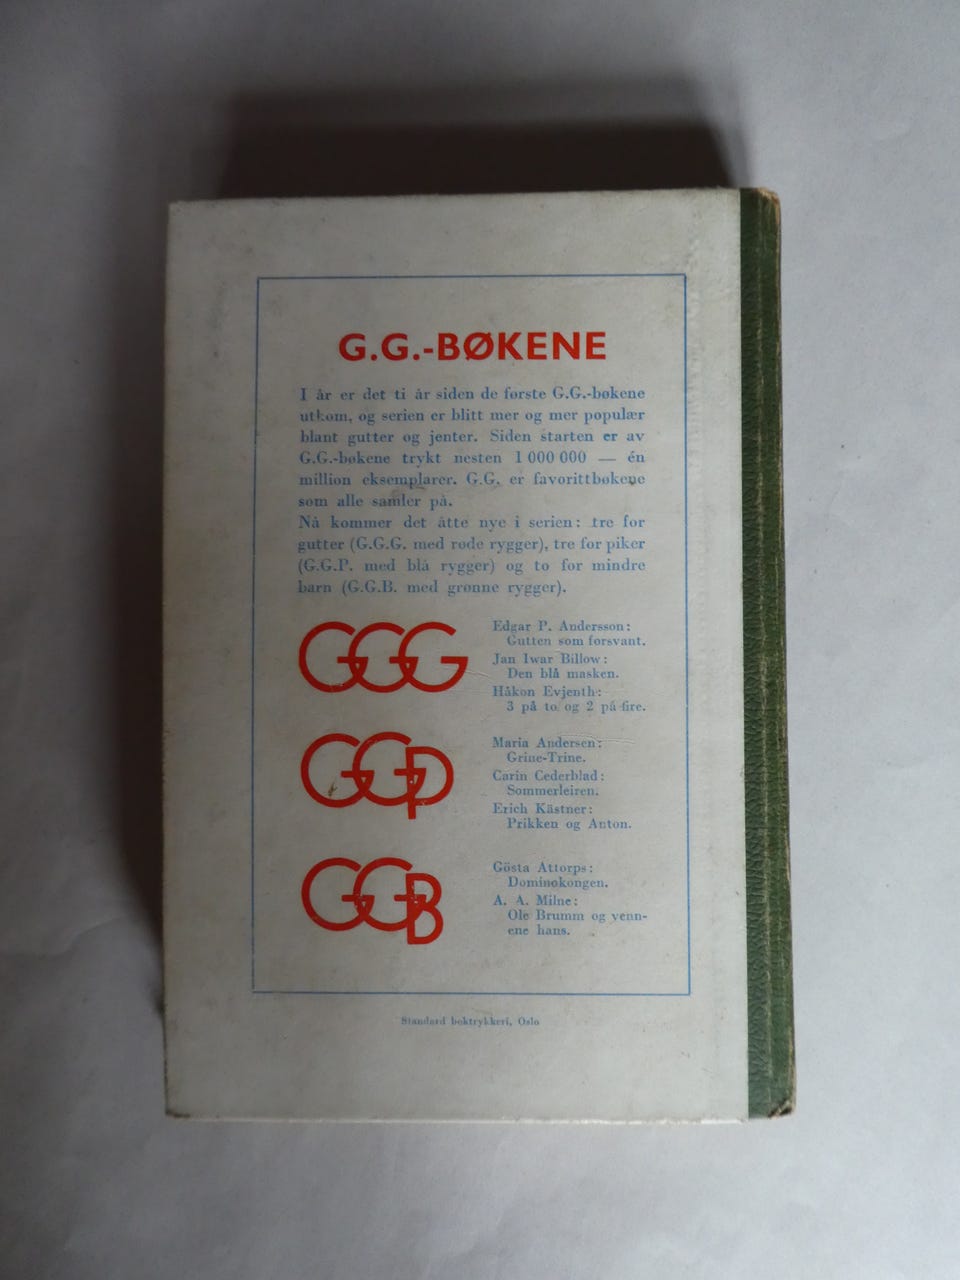 G.G.-BØKENE
I år er det ti år siden de første G.G.-bøkene
utkom, og serien er blitt mer og mer populær
blant gutter og jenter. Siden starten er av
G.G.-bøkene trykt nesten 1 000 000 — én
million eksemplarer. G.G. er favorittbøkene
som alle samler på.
Nå kommer det åtte nye i serien: tre for
gutter (G.G.G. med røde rygger), tre for piker
(G.G.P. med blå rygger) og to for mindre
barn (G.G.B. med grønne rygger).
GGG
Edgar P. Andersson:
Gutten som forsvant.
Jan Iwar Billow:
Den blå masken.
Håkon Evjenth:
3 på to og 2 på fire.
GGP
Maria Andersen:
Grine-Trine.
Carin Cederblad:
Sommerleiren.
Erich Kästner:
Prikken og Anton.
GGB
Gösta Attorps:
Dominokongen.
A. A. Milne:
Ole Brumm og venn-
ene hans.
Standard boktrykkeri, Oslo